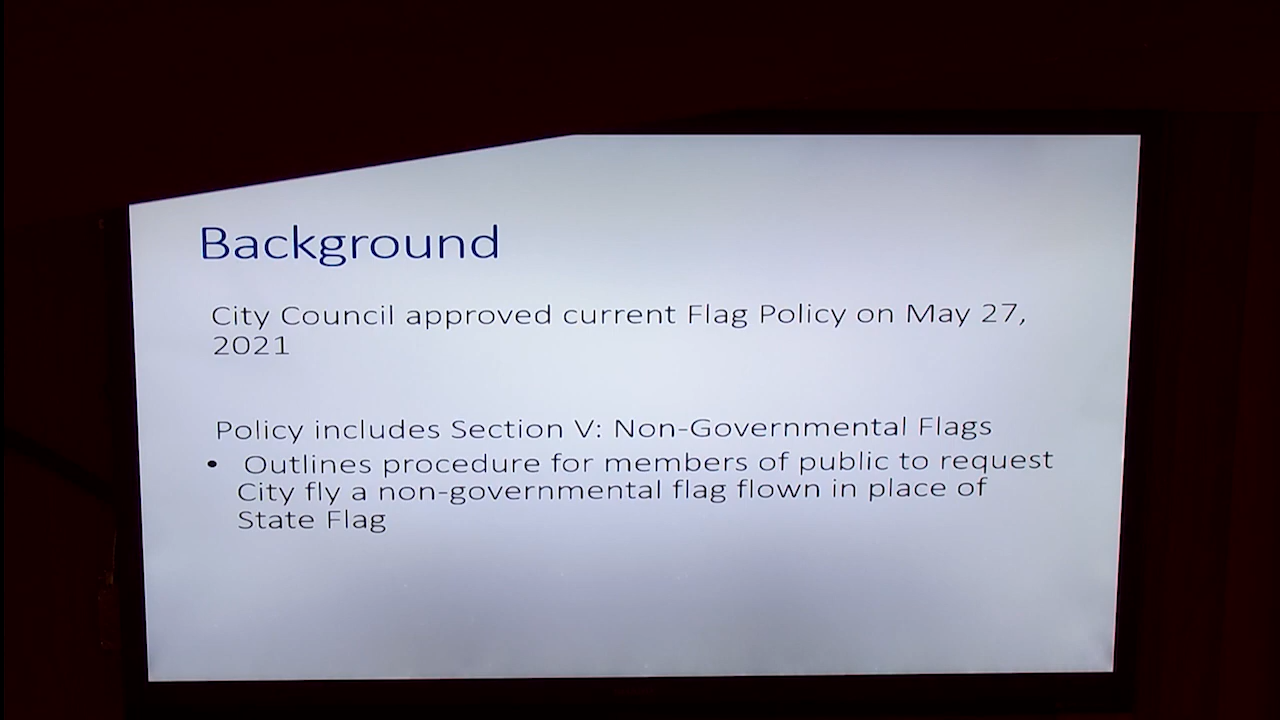 Background
City Council approved current Flag Policy on May 27,
2021
Policy includes Section V: Non-Governmental Flags
• Outlines procedure for members of public to request
City fly a non-governmental flag flown in place of
State Flag